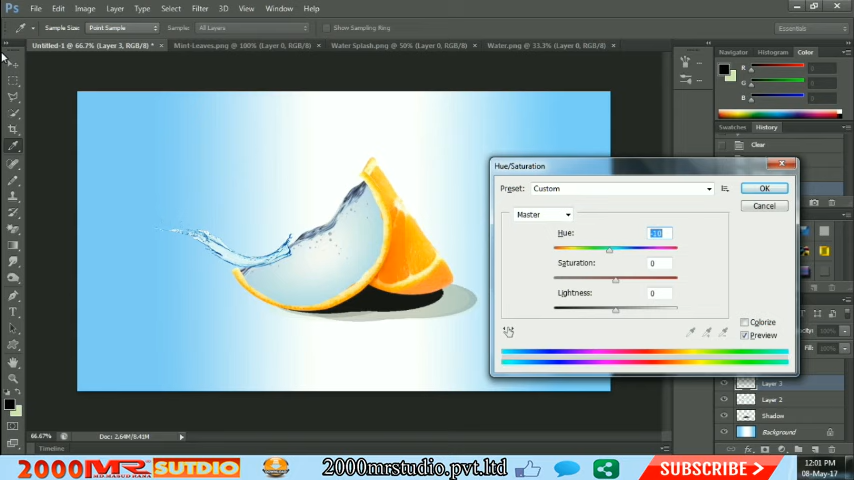 Ps File Edit Image Layer Type Select Filter 3D View Window Help
Sample Size: Point Sample Sample: All Layers Show Sampling Ring Essentials
Untitled-1 @ 66.7% (Layer 3, RGB/8) * × Mint-Leaves.png @ 100% (Layer 0, RGB/8) × Water Splash.png @ 50% (Layer 0, RGB/8) × Water.png @ 33.3% (Layer 0, RGB/8) ×
Navigator Histogram Color
R
G
B
Swatches History
Clear
Hue/Saturation
Preset: Custom OK
Cancel
Master
Hue: -10
Saturation: 0
Lightness: 0
Colorize
Preview
Fill:
Layer 3
Layer 2
Shadow
Background
66.67% Doc: 2.64M/8.41M
Timeline
2000 MR SUTDIO 2000mrstudio.pvt.ltd SUBSCRIBE >
12:01 PM
08-May-17